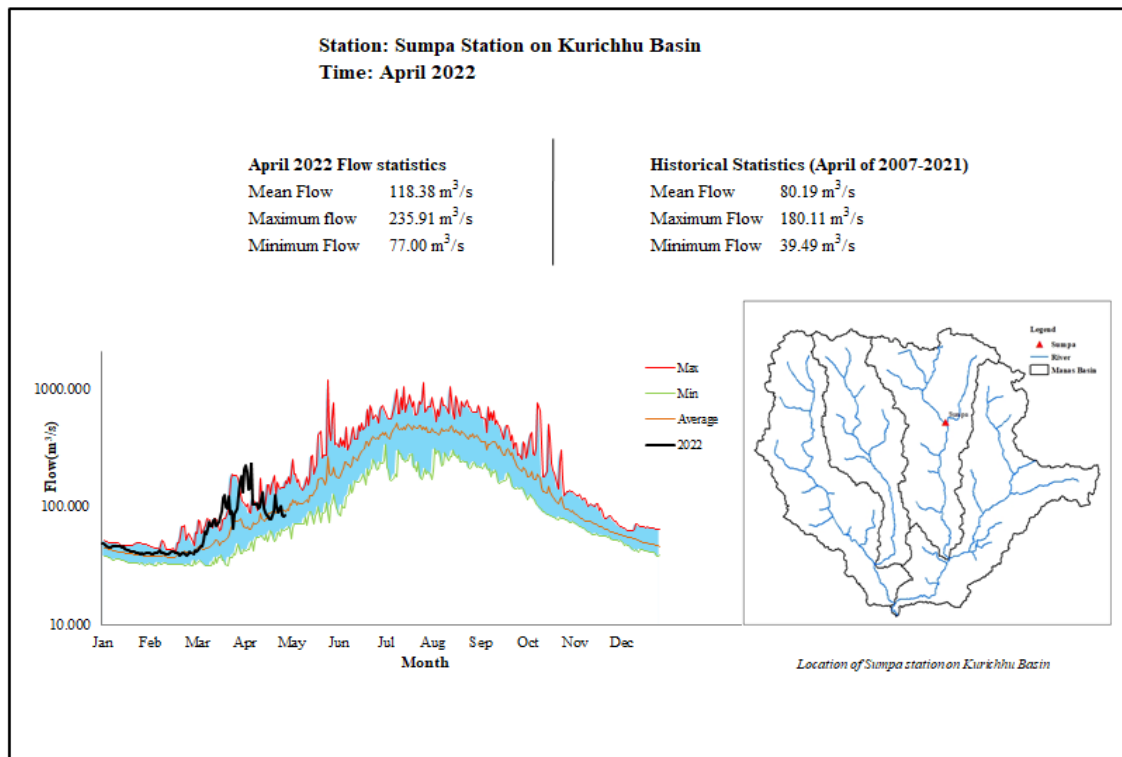 Station: Sumpa Station on Kurichhu Basin
Time: April 2022
April 2022 Flow statistics
Mean Flow 118.38 m³/s
Maximum flow 235.91 m³/s
Minimum Flow 77.00 m³/s
Historical Statistics (April of 2007-2021)
Mean Flow 80.19 m³/s
Maximum Flow 180.11 m³/s
Minimum Flow 39.49 m³/s
Flow(m³/s)
1000.000
100.000
10.000
Jan Feb Mar Apr May Jun Jul Aug Sep Oct Nov Dec
Month
Max
Min
Average
2022
Legend
Sumpa
River
Manas Basin
Sumpa
Location of Sumpa station on Kurichhu Basin